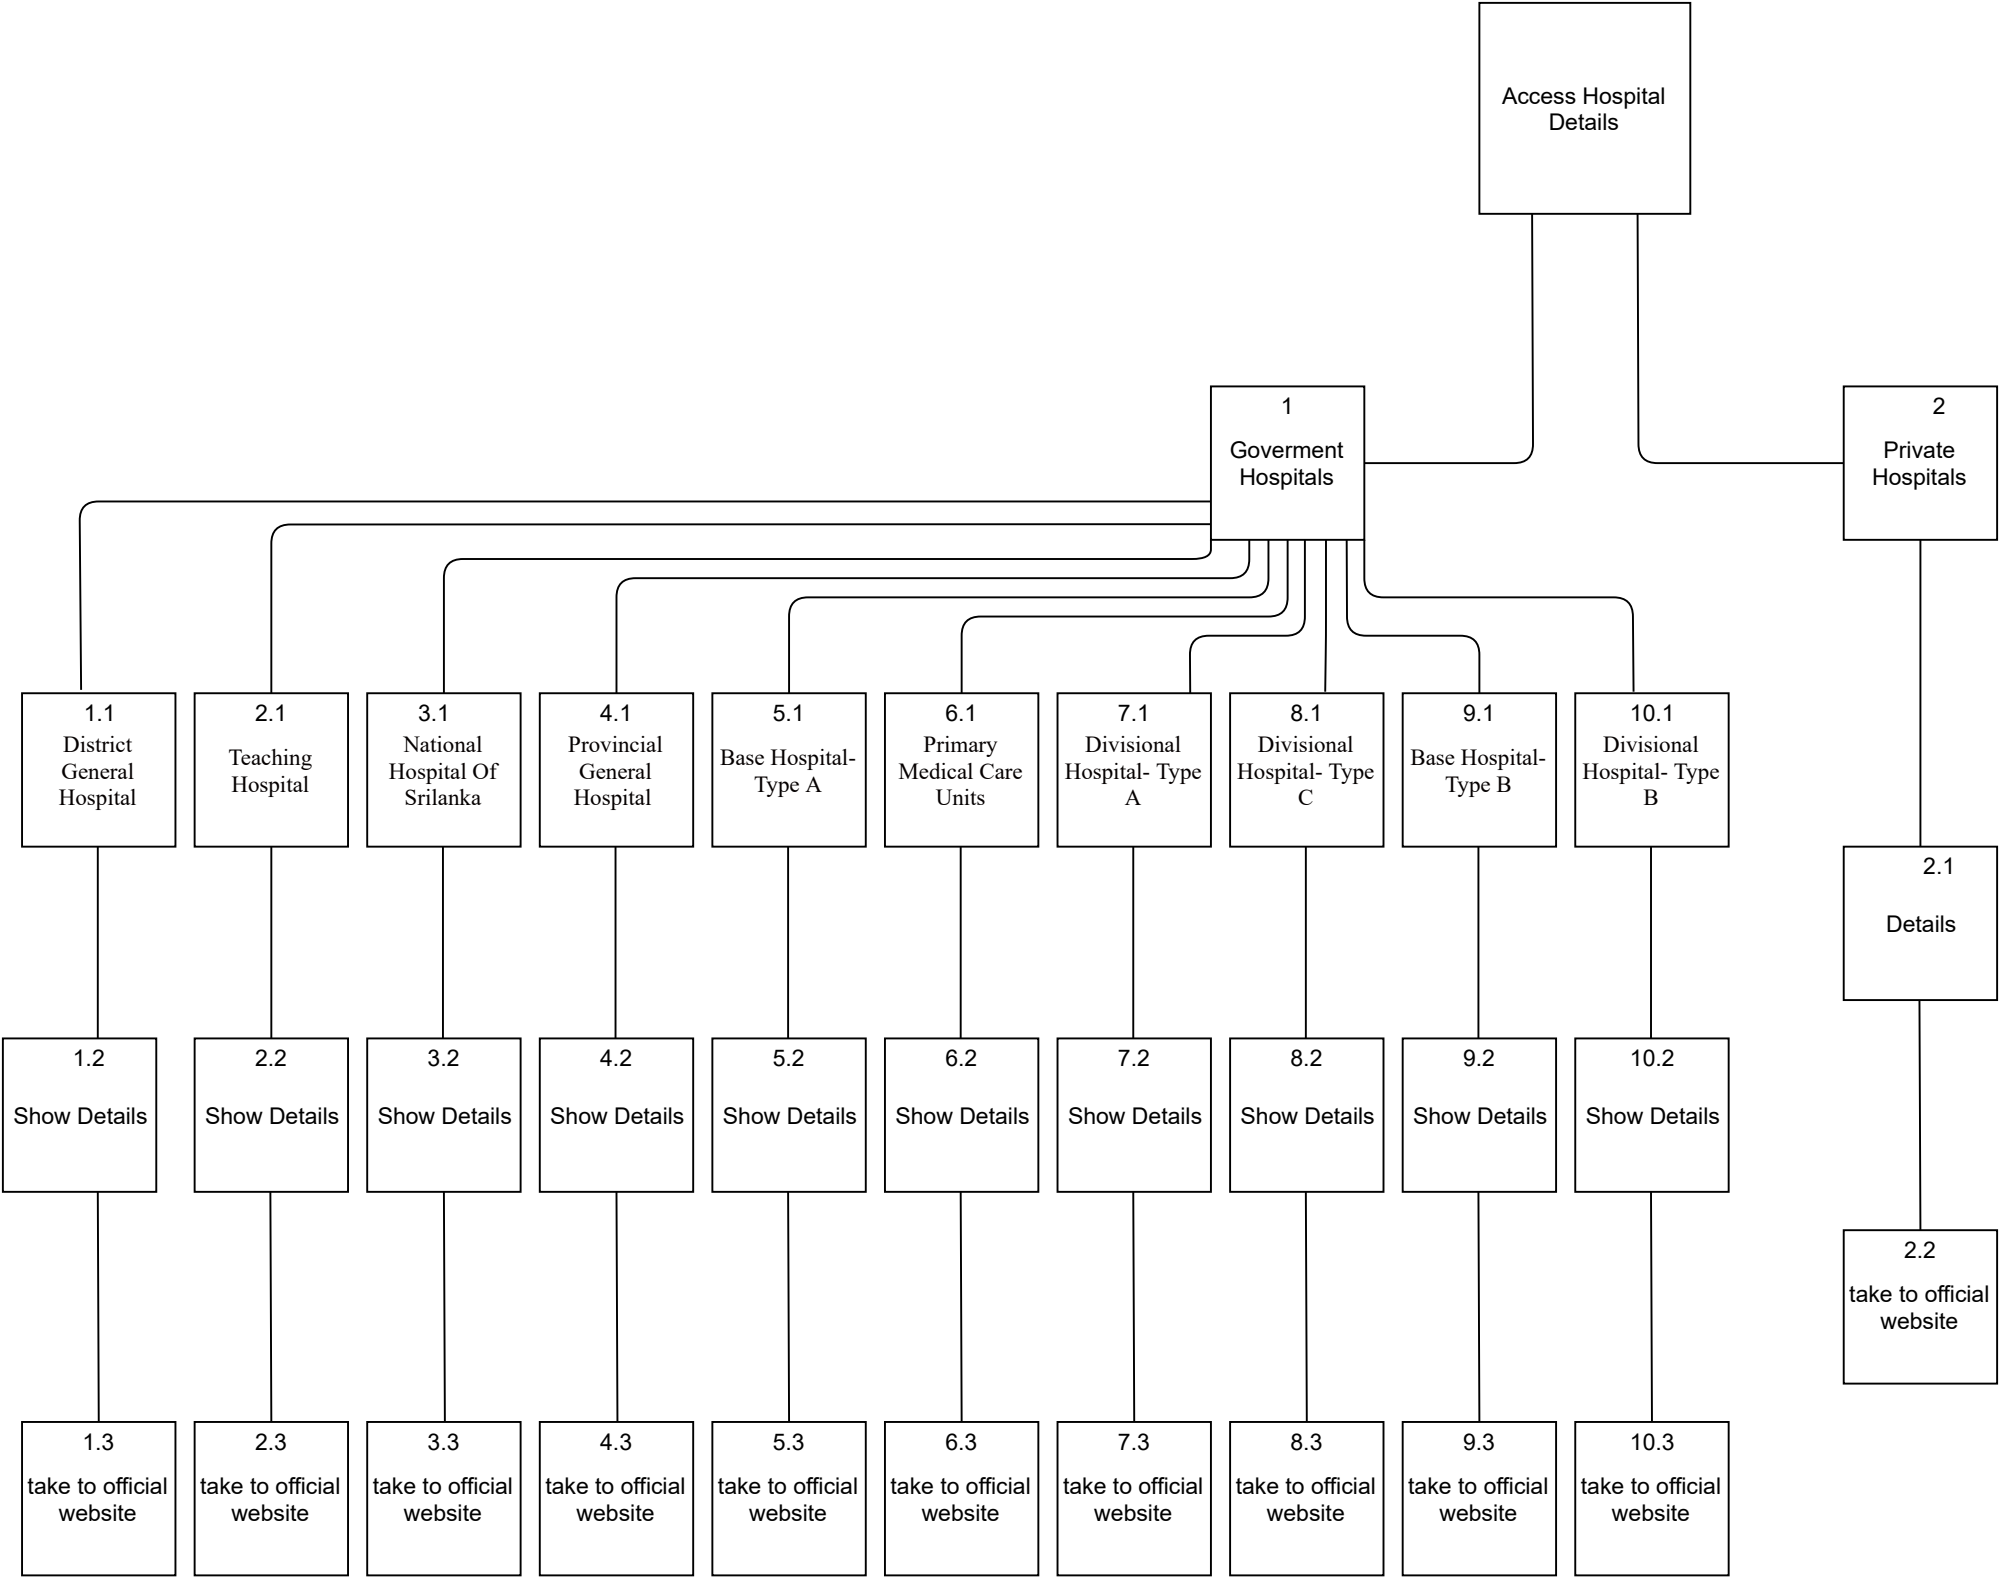 Access Hospital
Details
1
Goverment
Hospitals
2
Private
Hospitals
1.1
District
General
Hospital
2.1
Teaching
Hospital
3.1
National
Hospital Of
Srilanka
4.1
Provincial
General
Hospital
5.1
Base Hospital-
Type A
6.1
Primary
Medical Care
Units
7.1
Divisional
Hospital- Type
A
8.1
Divisional
Hospital- Type
C
9.1
Base Hospital-
Type B
10.1
Divisional
Hospital- Type
B
2.1
Details
1.2
Show Details
2.2
Show Details
3.2
Show Details
4.2
Show Details
5.2
Show Details
6.2
Show Details
7.2
Show Details
8.2
Show Details
9.2
Show Details
10.2
Show Details
2.2
take to official
website
1.3
take to official
website
2.3
take to official
website
3.3
take to official
website
4.3
take to official
website
5.3
take to official
website
6.3
take to official
website
7.3
take to official
website
8.3
take to official
website
9.3
take to official
website
10.3
take to official
website